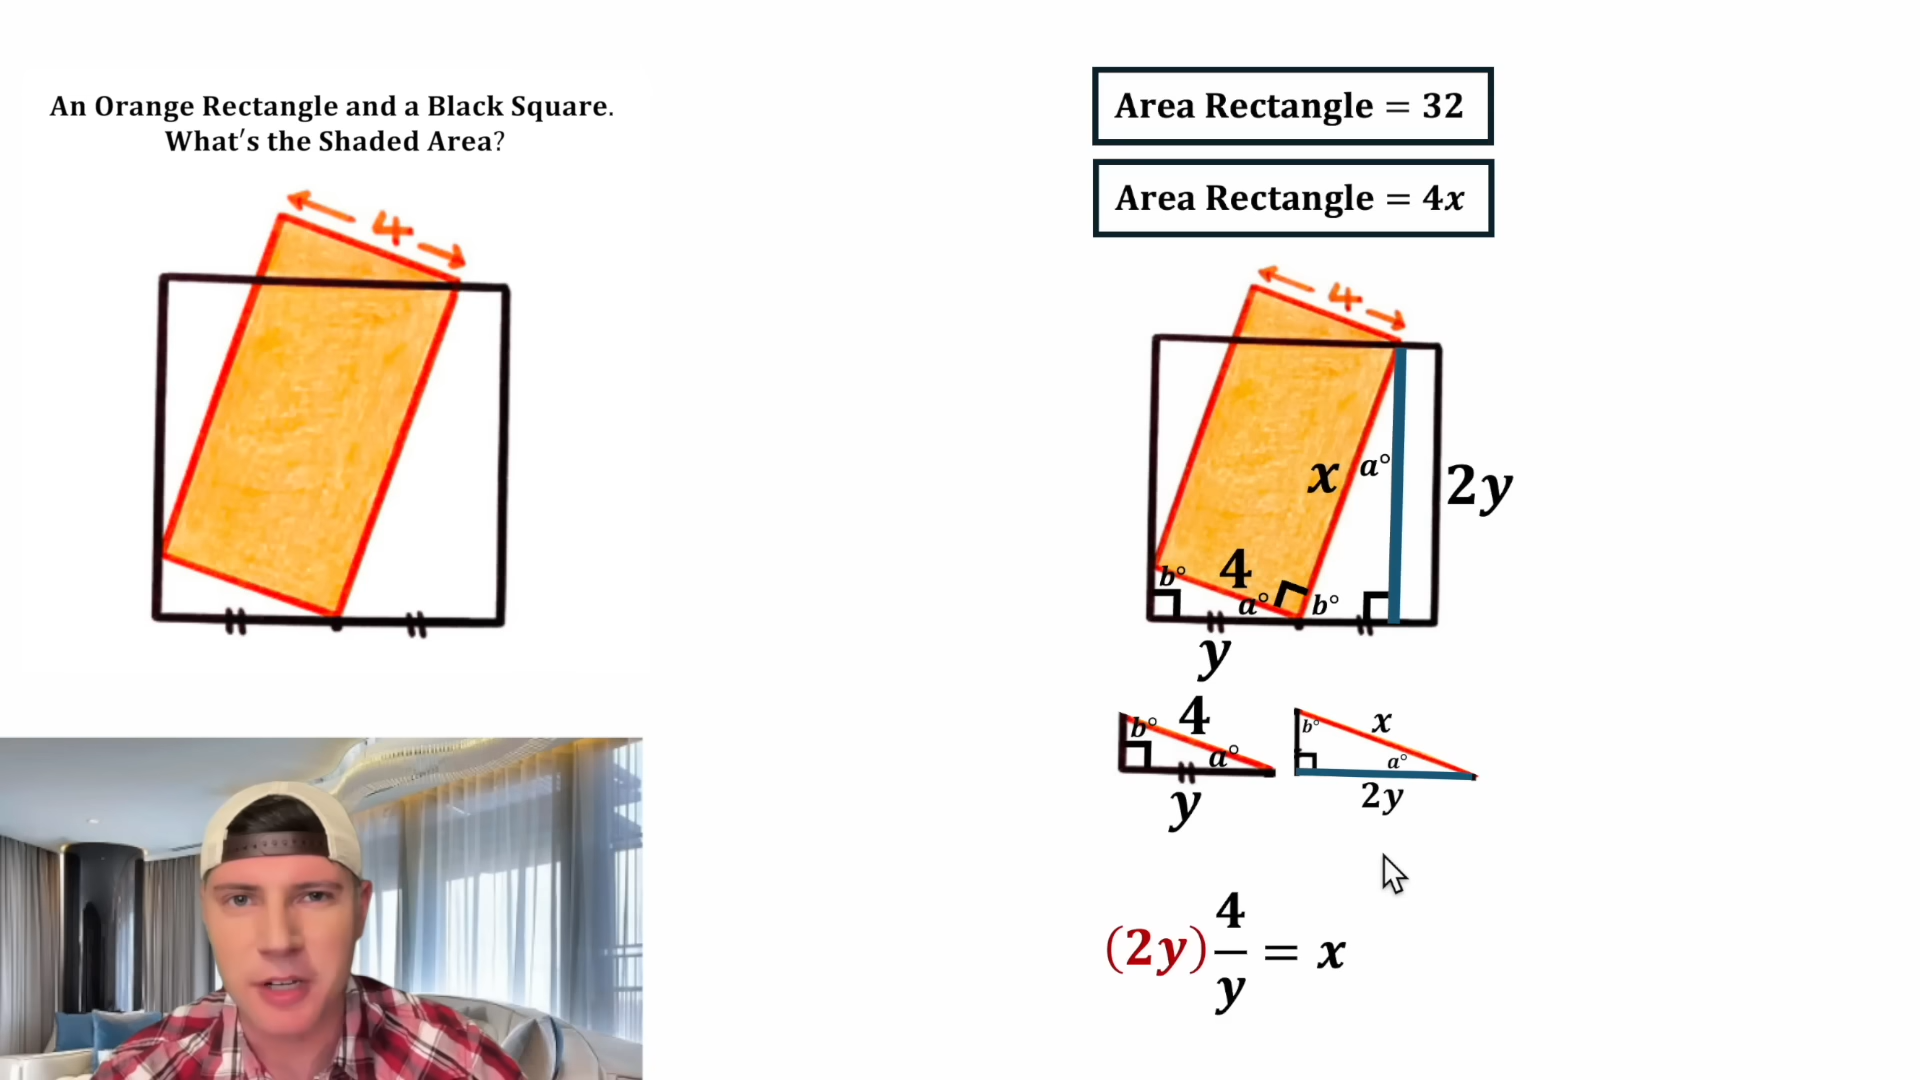 An Orange Rectangle and a Black Square.
What's the Shaded Area?
4
Area Rectangle = 32
Area Rectangle = 4x
4
x
a°
2y
b°
4
a°
b°
y
b°
4
a°
y
b°
x
a°
2y
(2y) 4/y = x